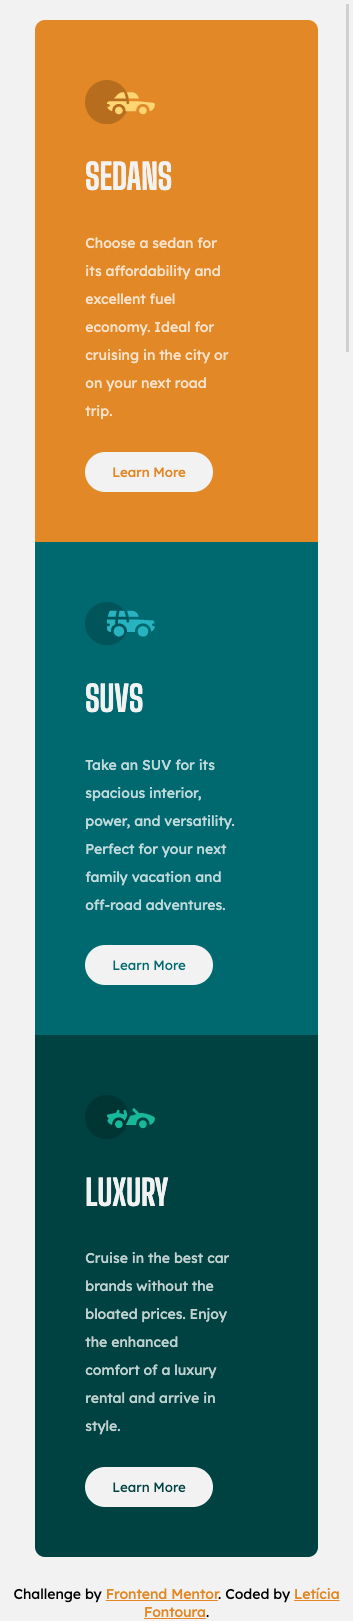 SEDANS
Choose a sedan for
its affordability and
excellent fuel
economy. Ideal for
cruising in the city or
on your next road
trip.
Learn More
SUVS
Take an SUV for its
spacious interior,
power, and versatility.
Perfect for your next
family vacation and
off-road adventures.
Learn More
LUXURY
Cruise in the best car
brands without the
bloated prices. Enjoy
the enhanced
comfort of a luxury
rental and arrive in
style.
Learn More
Challenge by Frontend Mentor. Coded by Letícia
Fontoura.